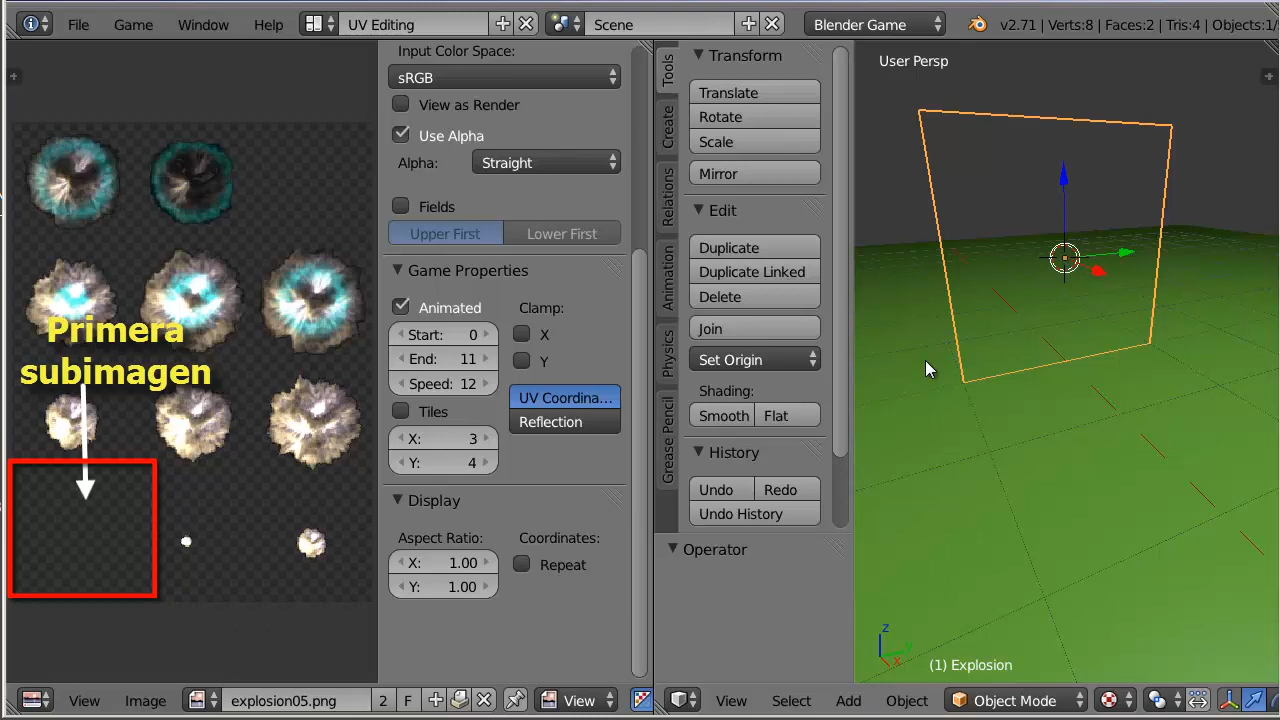 File Game Window Help UV Editing Scene Blender Game v2.71 | Verts:8 | Faces:2 | Tris:4 | Objects:1/
Input Color Space:
sRGB
View as Render
Use Alpha
Alpha: Straight
Fields
Upper First Lower First
Game Properties
Animated Clamp:
Start: 0 X
End: 11 Y
Speed: 12
UV Coordina...
Tiles Reflection
X: 3
Y: 4
Display
Aspect Ratio: Coordinates:
X: 1.00 Repeat
Y: 1.00
Primera
subimagen
Tools
Create
Relations
Animation
Physics
Grease Pencil
Transform
Translate
Rotate
Scale
Mirror
Edit
Duplicate
Duplicate Linked
Delete
Join
Set Origin
Shading:
Smooth Flat
History
Undo Redo
Undo History
Operator
User Persp
z
y
x
(1) Explosion
View Image explosion05.png 2 F View
View Select Add Object Object Mode